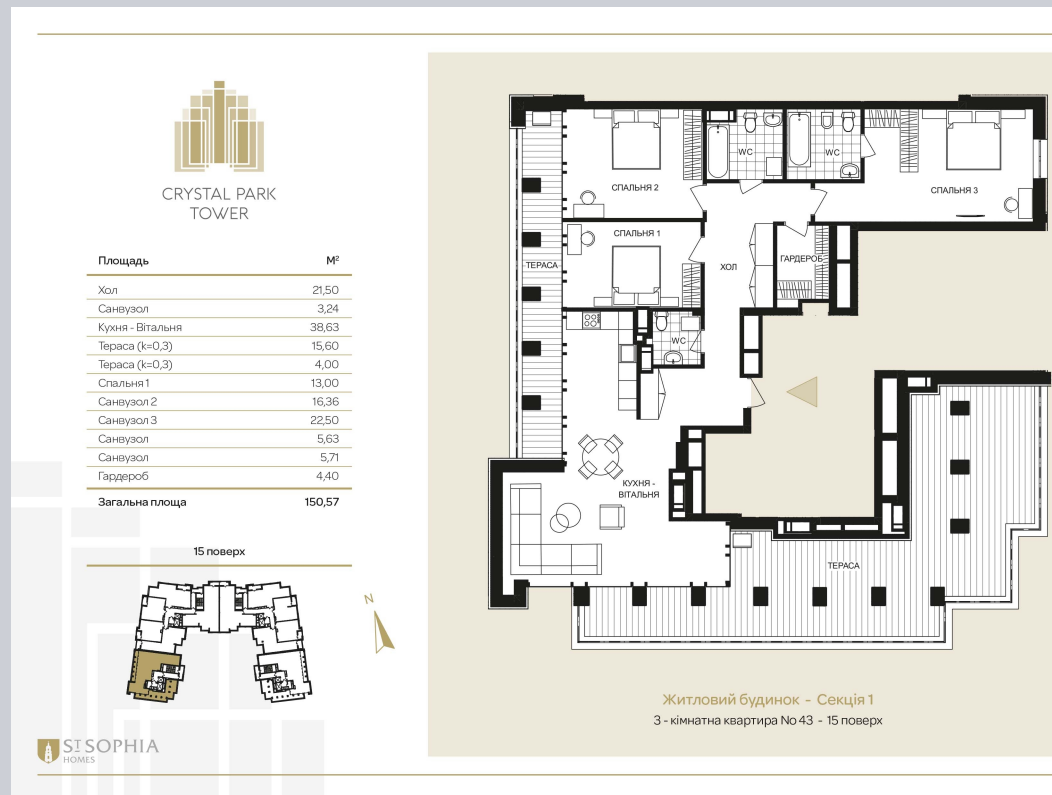 CRYSTAL PARK
TOWER
Площадь М²
Хол 21,50
Санвузол 3,24
Кухня - Вітальня 38,63
Тераса (k=0,3) 15,60
Тераса (k=0,3) 4,00
Спальня 1 13,00
Санвузол 2 16,36
Санвузол 3 22,50
Санвузол 5,63
Санвузол 5,71
Гардероб 4,40
Загальна площа 150,57
15 поверх
N
ST SOPHIA
HOMES
WC
WC
СПАЛЬНЯ 2
СПАЛЬНЯ 3
СПАЛЬНЯ 1
ТЕРАСА
ХОЛ
ГАРДЕРОБ
WC
КУХНЯ -
ВІТАЛЬНЯ
ТЕРАСА
Житловий будинок - Секція 1
3 - кімнатна квартира No 43 - 15 поверх